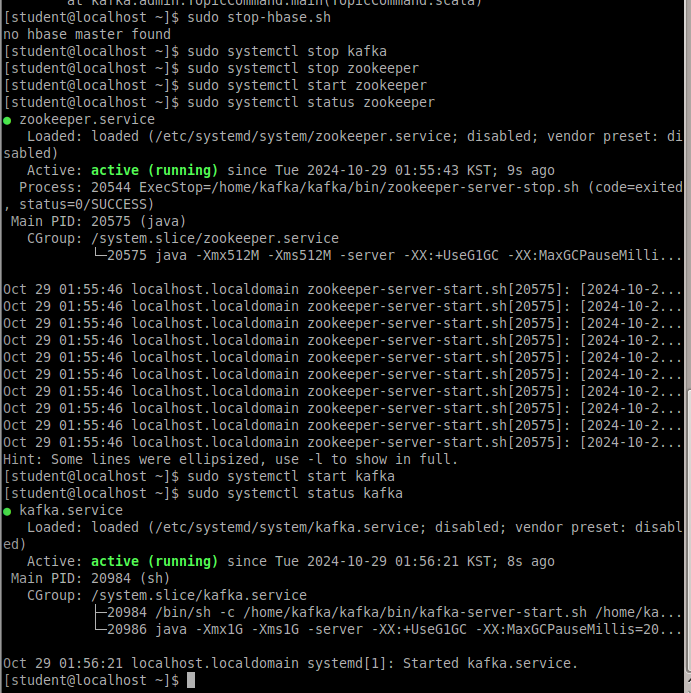 at kafka.admin.TopicCommand.main(TopicCommand.scala)
[student@localhost ~]$ sudo stop-hbase.sh
no hbase master found
[student@localhost ~]$ sudo systemctl stop kafka
[student@localhost ~]$ sudo systemctl stop zookeeper
[student@localhost ~]$ sudo systemctl start zookeeper
[student@localhost ~]$ sudo systemctl status zookeeper
● zookeeper.service
   Loaded: loaded (/etc/systemd/system/zookeeper.service; disabled; vendor preset: di
sabled)
   Active: active (running) since Tue 2024-10-29 01:55:43 KST; 9s ago
  Process: 20544 ExecStop=/home/kafka/kafka/bin/zookeeper-server-stop.sh (code=exited
, status=0/SUCCESS)
 Main PID: 20575 (java)
   CGroup: /system.slice/zookeeper.service
           └─20575 java -Xmx512M -Xms512M -server -XX:+UseG1GC -XX:MaxGCPauseMilli...

Oct 29 01:55:46 localhost.localdomain zookeeper-server-start.sh[20575]: [2024-10-2...
Oct 29 01:55:46 localhost.localdomain zookeeper-server-start.sh[20575]: [2024-10-2...
Oct 29 01:55:46 localhost.localdomain zookeeper-server-start.sh[20575]: [2024-10-2...
Oct 29 01:55:46 localhost.localdomain zookeeper-server-start.sh[20575]: [2024-10-2...
Oct 29 01:55:46 localhost.localdomain zookeeper-server-start.sh[20575]: [2024-10-2...
Oct 29 01:55:46 localhost.localdomain zookeeper-server-start.sh[20575]: [2024-10-2...
Oct 29 01:55:46 localhost.localdomain zookeeper-server-start.sh[20575]: [2024-10-2...
Oct 29 01:55:46 localhost.localdomain zookeeper-server-start.sh[20575]: [2024-10-2...
Oct 29 01:55:46 localhost.localdomain zookeeper-server-start.sh[20575]: [2024-10-2...
Oct 29 01:55:46 localhost.localdomain zookeeper-server-start.sh[20575]: [2024-10-2...
Hint: Some lines were ellipsized, use -l to show in full.
[student@localhost ~]$ sudo systemctl start kafka
[student@localhost ~]$ sudo systemctl status kafka
● kafka.service
   Loaded: loaded (/etc/systemd/system/kafka.service; disabled; vendor preset: disabl
ed)
   Active: active (running) since Tue 2024-10-29 01:56:21 KST; 8s ago
 Main PID: 20984 (sh)
   CGroup: /system.slice/kafka.service
           ├─20984 /bin/sh -c /home/kafka/kafka/bin/kafka-server-start.sh /home/ka...
           └─20986 java -Xmx1G -Xms1G -server -XX:+UseG1GC -XX:MaxGCPauseMillis=20...

Oct 29 01:56:21 localhost.localdomain systemd[1]: Started kafka.service.
[student@localhost ~]$